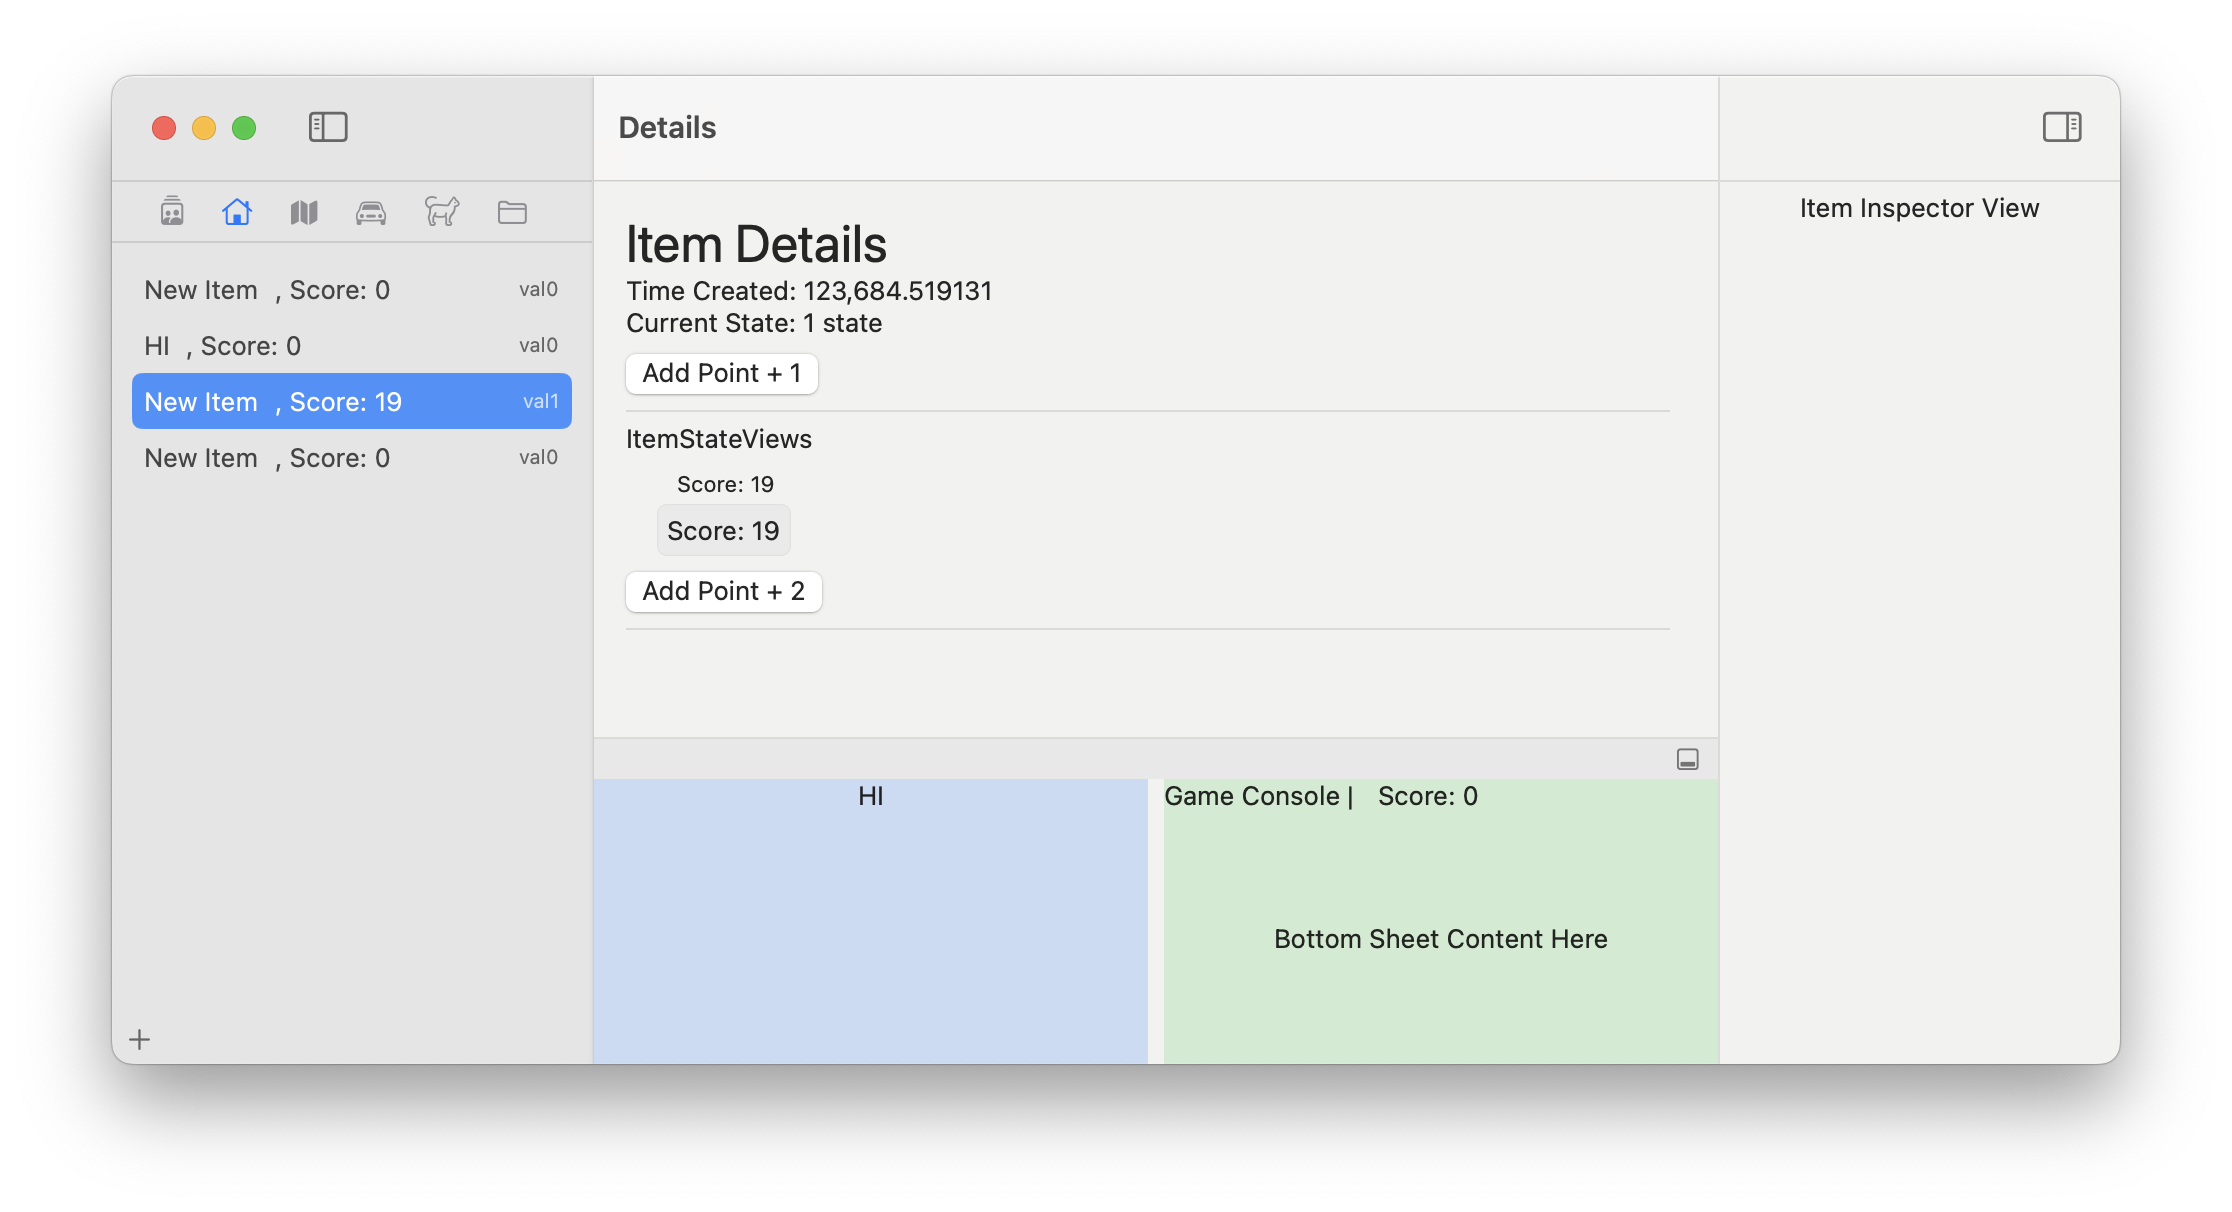 Details
New Item , Score: 0 val0
HI , Score: 0 val0
New Item , Score: 19 val1
New Item , Score: 0 val0
Item Details
Time Created: 123,684.519131
Current State: 1 state
Add Point + 1
ItemStateViews
Score: 19
Score: 19
Add Point + 2
HI
Game Console | Score: 0
Bottom Sheet Content Here
Item Inspector View